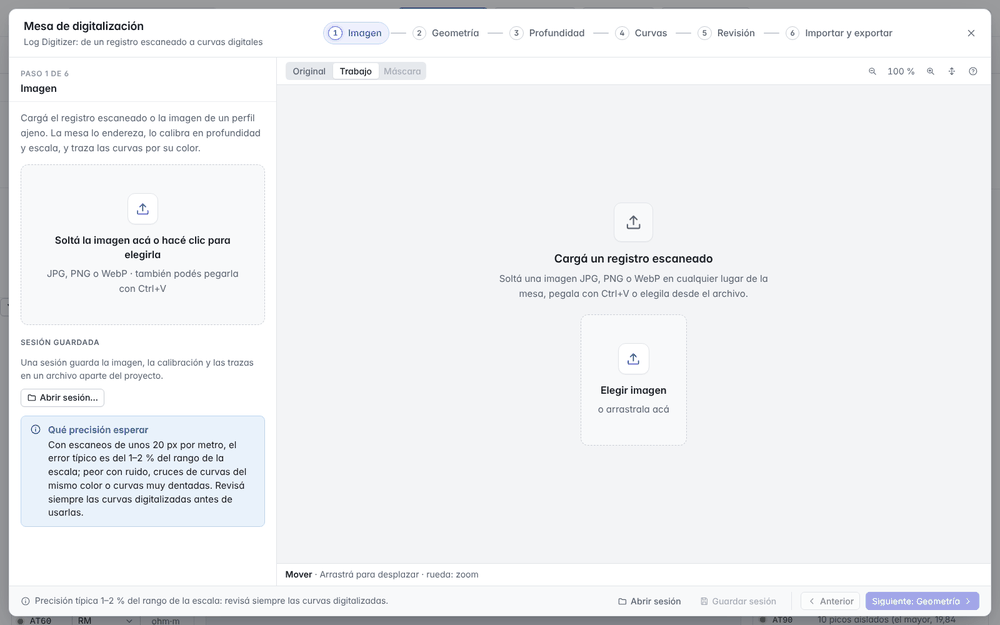 Mesa de digitalización
Log Digitizer: de un registro escaneado a curvas digitales
1 Imagen
2 Geometría
3 Profundidad
4 Curvas
5 Revisión
6 Importar y exportar
PASO 1 DE 6
Imagen
Cargá el registro escaneado o la imagen de un perfil
ajeno. La mesa lo endereza, lo calibra en profundidad
y escala, y traza las curvas por su color.
Soltá la imagen acá o hacé clic para
elegirla
JPG, PNG o WebP · también podés pegarla
con Ctrl+V
SESIÓN GUARDADA
Una sesión guarda la imagen, la calibración y las trazas
en un archivo aparte del proyecto.
Abrir sesión...
Qué precisión esperar
Con escaneos de unos 20 px por metro, el
error típico es del 1–2 % del rango de la
escala; peor con ruido, cruces de curvas del
mismo color o curvas muy dentadas. Revisá
siempre las curvas digitalizadas antes de
usarlas.
Original
Trabajo
Máscara
100 %
Cargá un registro escaneado
Soltá una imagen JPG, PNG o WebP en cualquier lugar de la
mesa, pegala con Ctrl+V o elegila desde el archivo.
Elegir imagen
o arrastrala acá
Mover · Arrastrá para desplazar · rueda: zoom
Precisión típica 1–2 % del rango de la escala: revisá siempre las curvas digitalizadas.
Abrir sesión
Guardar sesión
Anterior
Siguiente: Geometría
AT60
RM
ohm·m
AT90
10 picos aislados (el mayor, 19,84